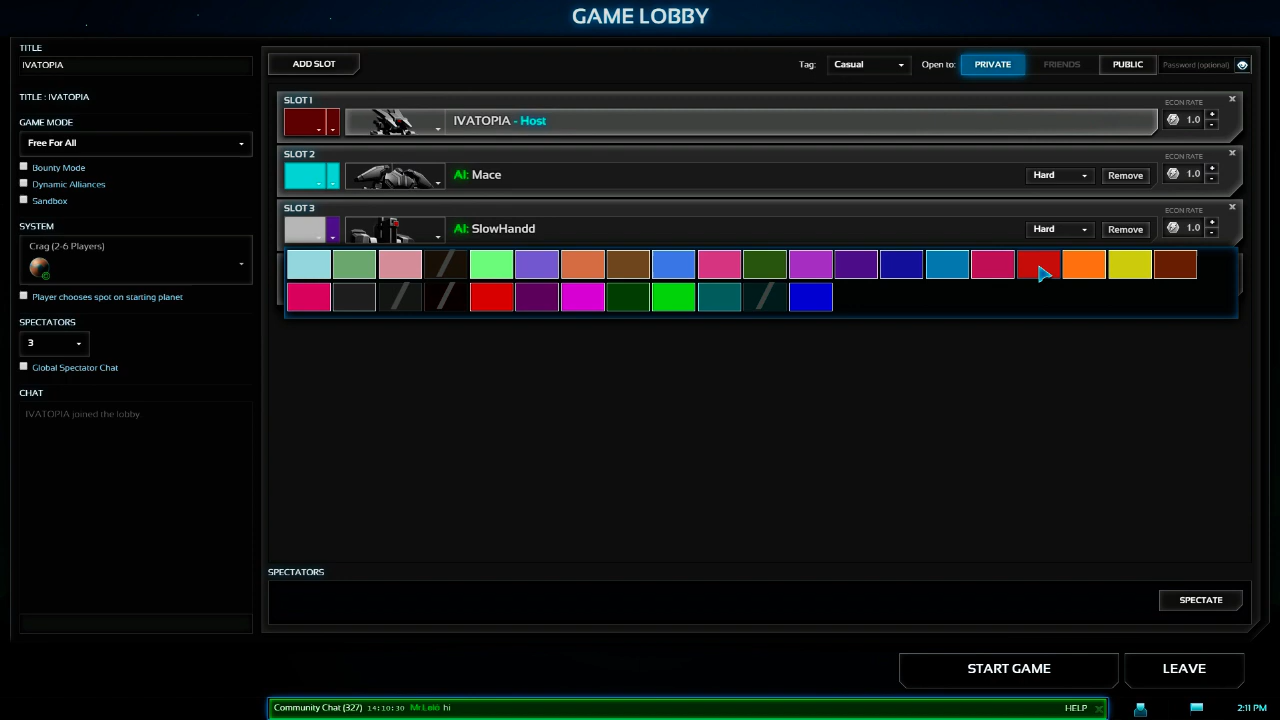 GAME LOBBY
TITLE
IVATOPIA
TITLE : IVATOPIA
GAME MODE
Free For All
Bounty Mode
Dynamic Alliances
Sandbox
SYSTEM
Crag (2-6 Players)
Player chooses spot on starting planet
SPECTATORS
3
Global Spectator Chat
CHAT
IVATOPIA joined the lobby
ADD SLOT
Tag: Casual Open to: PRIVATE FRIENDS PUBLIC Password (optional)
SLOT 1
IVATOPIA - Host
ECON RATE
1.0
+
-
SLOT 2
AI: Mace
Hard
Remove
ECON RATE
1.0
+
-
SLOT 3
AI: SlowHandd
Hard
Remove
ECON RATE
1.0
+
-
SPECTATORS
SPECTATE
START GAME
LEAVE
Community Chat (327) 14:10:30 MrLelo hi HELP
2:11 PM